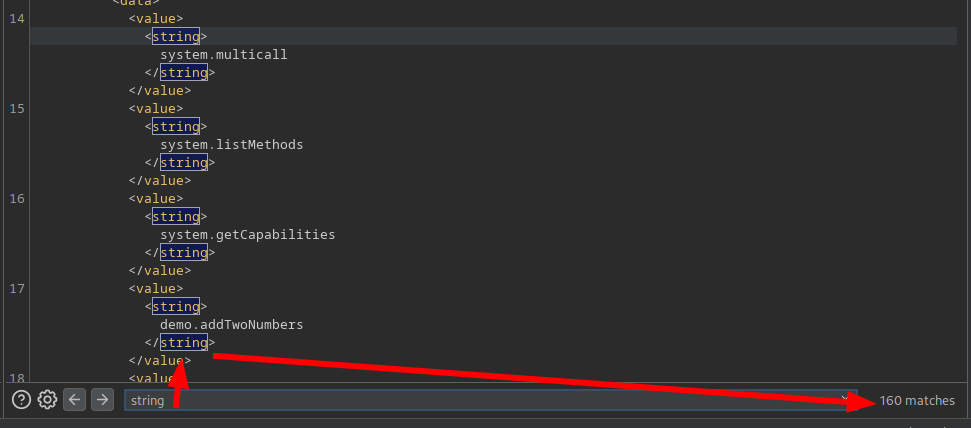 <data>
14 <value>
<string>
system.multicall
</string>
</value>
15 <value>
<string>
system.listMethods
</string>
</value>
16 <value>
<string>
system.getCapabilities
</string>
</value>
17 <value>
<string>
demo.addTwoNumbers
</string>
</value>
18 <value
string
160 matches